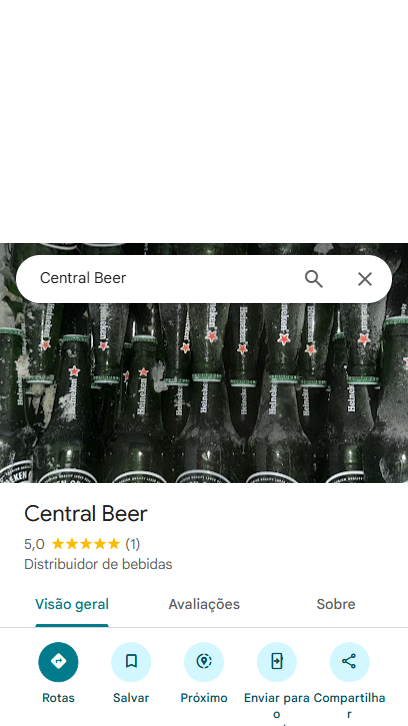 Central Beer
Heineken Heineken Heineken Heineken Heineken
Central Beer
5,0 (1)
Distribuidor de bebidas
Visão geral Avaliações Sobre
Rotas Salvar Próximo Enviar para o Compartilhar